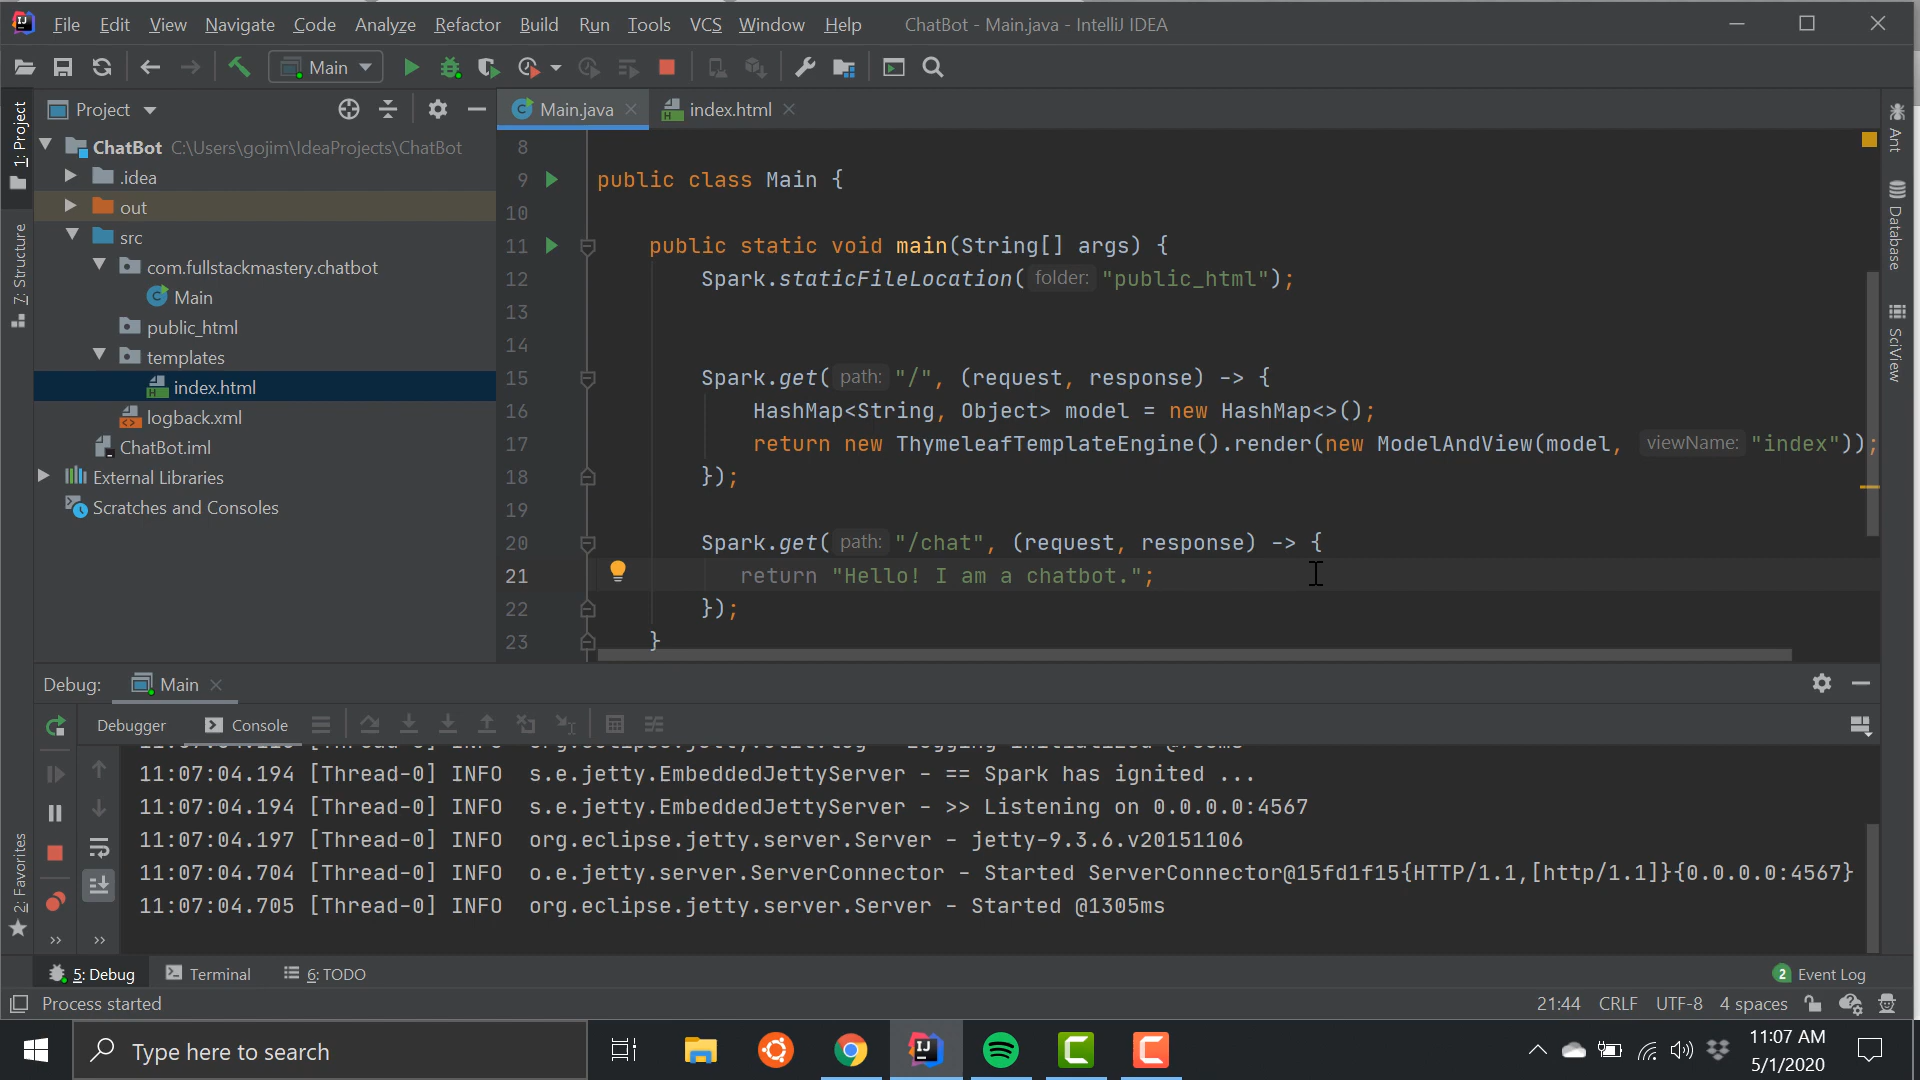 File Edit View Navigate Code Analyze Refactor Build Run Tools VCS Window Help ChatBot - Main.java - IntelliJ IDEA
Main
1: Project
7: Structure
2: Favorites
Project
ChatBot C:\Users\gojim\IdeaProjects\ChatBot
.idea
out
src
com.fullstackmastery.chatbot
Main
public_html
templates
index.html
logback.xml
ChatBot.iml
External Libraries
Scratches and Consoles
Main.java index.html
8
9 public class Main {
10
11 public static void main(String[] args) {
12 Spark.staticFileLocation( folder: "public_html");
13
14
15 Spark.get( path: "/", (request, response) -> {
16 HashMap<String, Object> model = new HashMap<>();
17 return new ThymeleafTemplateEngine().render(new ModelAndView(model, viewName: "index"));
18 });
19
20 Spark.get( path: "/chat", (request, response) -> {
21 return "Hello! I am a chatbot.";
22 });
23 }
Ant
Database
SciView
Debug: Main
Debugger Console
11:07:04.194 [Thread-0] INFO s.e.jetty.EmbeddedJettyServer - == Spark has ignited ...
11:07:04.194 [Thread-0] INFO s.e.jetty.EmbeddedJettyServer - >> Listening on 0.0.0.0:4567
11:07:04.197 [Thread-0] INFO org.eclipse.jetty.server.Server - jetty-9.3.6.v20151106
11:07:04.704 [Thread-0] INFO o.e.jetty.server.ServerConnector - Started ServerConnector@15fd1f15{HTTP/1.1,[http/1.1]}{0.0.0.0:4567}
11:07:04.705 [Thread-0] INFO org.eclipse.jetty.server.Server - Started @1305ms
5: Debug Terminal 6: TODO 2 Event Log
Process started 21:44 CRLF UTF-8 4 spaces
Type here to search
11:07 AM
5/1/2020